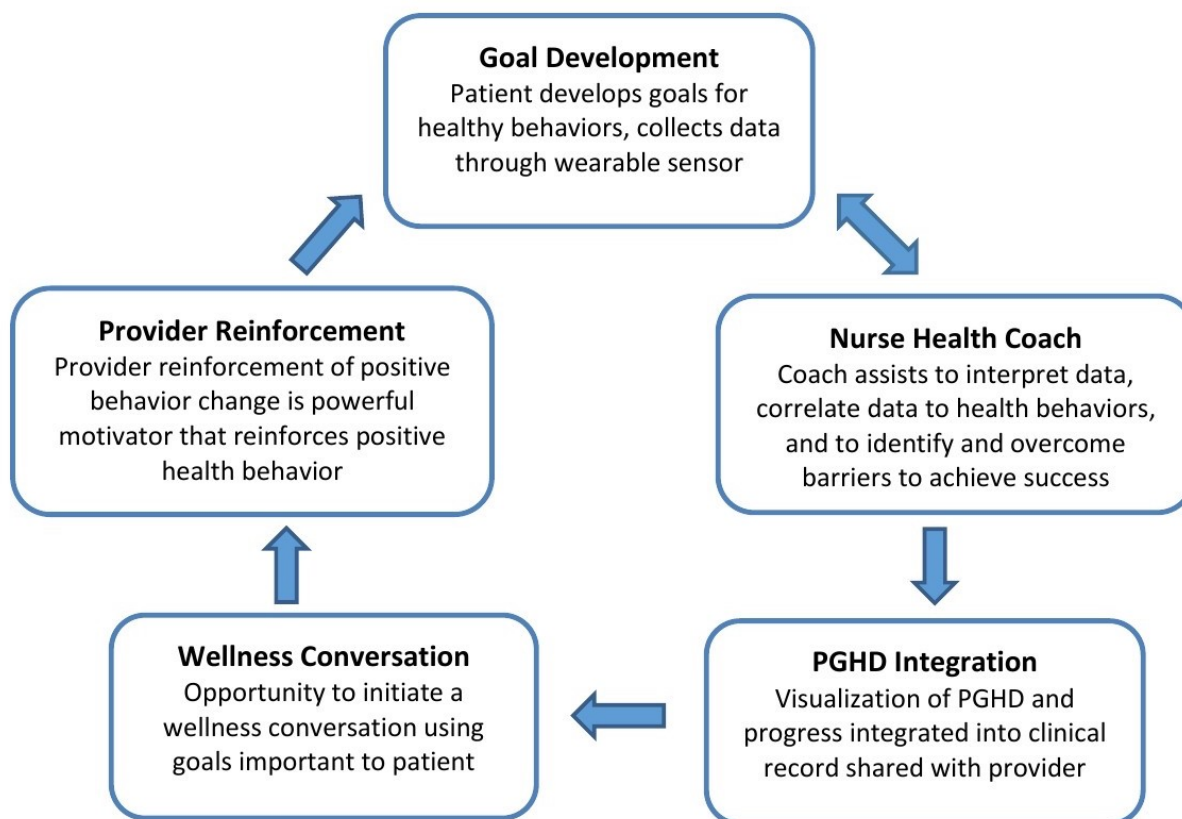 Goal Development
Patient develops goals for
healthy behaviors, collects data
through wearable sensor
Nurse Health Coach
Coach assists to interpret data,
correlate data to health behaviors,
and to identify and overcome
barriers to achieve success
PGHD Integration
Visualization of PGHD and
progress integrated into clinical
record shared with provider
Wellness Conversation
Opportunity to initiate a
wellness conversation using
goals important to patient
Provider Reinforcement
Provider reinforcement of positive
behavior change is powerful
motivator that reinforces positive
health behavior